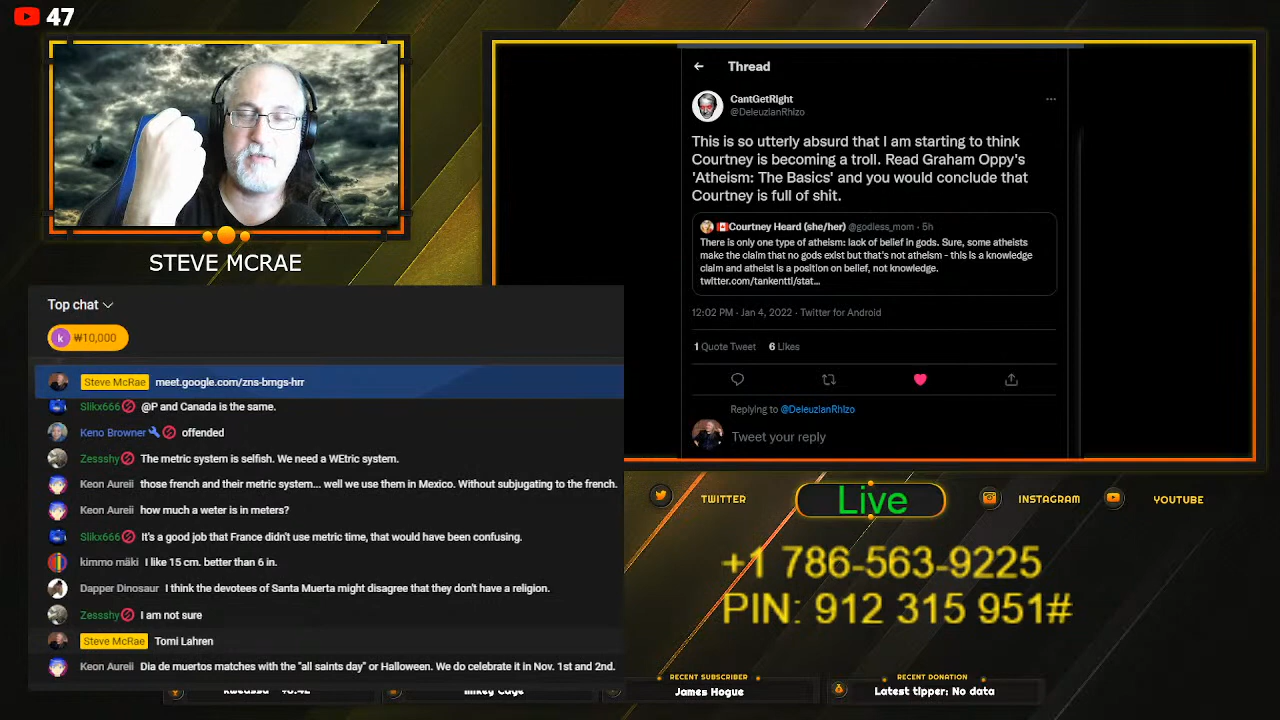 47
STEVE MCRAE
Top chat
k ₩10,000
Steve McRae meet.google.com/zns-bmgs-hrr
Slikx666 @P and Canada is the same.
Keno Browner offended
Zessshy The metric system is selfish. We need a WEtric system.
Keon Aureii those french and their metric system... well we use them in Mexico. Without subjugating to the french.
Keon Aureii how much a weter is in meters?
Slikx666 It's a good job that France didn't use metric time, that would have been confusing.
kimmo mäki I like 15 cm. better than 6 in.
Dapper Dinosaur I think the devotees of Santa Muerta might disagree that they don't have a religion.
Zessshy I am not sure
Steve McRae Tomi Lahren
Keon Aureii Dia de muertos matches with the "all saints day" or Halloween. We do celebrate it in Nov. 1st and 2nd.
Thread
CantGetRight
@DeleuzianRhizo
This is so utterly absurd that I am starting to think
Courtney is becoming a troll. Read Graham Oppy's
'Atheism: The Basics' and you would conclude that
Courtney is full of shit.
Courtney Heard (she/her) @godless_mom · 5h
There is only one type of atheism: lack of belief in gods. Sure, some atheists
make the claim that no gods exist but that's not atheism - this is a knowledge
claim and atheist is a position on belief, not knowledge.
twitter.com/tankentti/stat...
12:02 PM · Jan 4, 2022 · Twitter for Android
1 Quote Tweet 6 Likes
Replying to @DeleuzianRhizo
Tweet your reply
TWITTER
Live
INSTAGRAM
YOUTUBE
+1 786-563-9225
PIN: 912 315 951#
RECENT SUBSCRIBER
James Hogue
RECENT DONATION
Latest tipper: No data